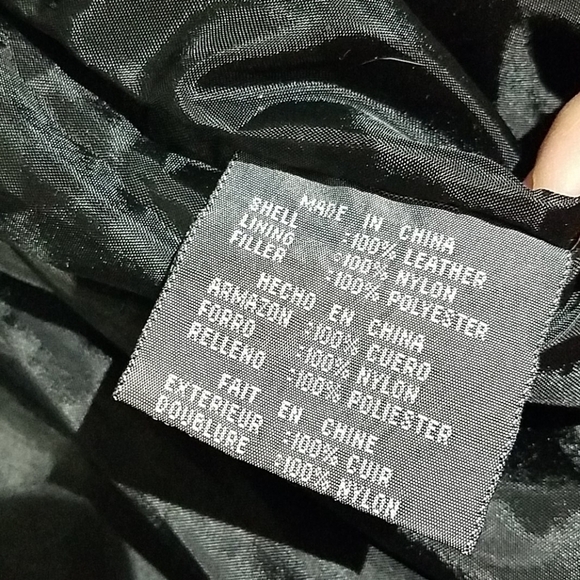 MADE IN CHINA
SHELL :100% LEATHER
LINING :100% NYLON
FILLER :100% POLYESTER
HECHO EN CHINA
ARMAZON :100% CUERO
FORRO :100% NYLON
RELLENO :100% POLIESTER
FAIT EN CHINE
EXTERIEUR :100% CUIR
DOUDLURE :100% NYLON